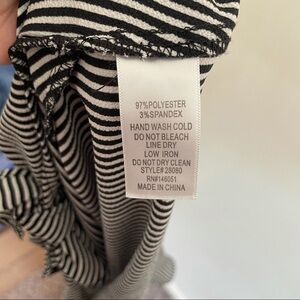 97%POLYESTER
3%SPANDEX
HAND WASH COLD
DO NOT BLEACH
LINE DRY
LOW IRON
DO NOT DRY CLEAN
STYLE# 28080
RN#146051
MADE IN CHINA